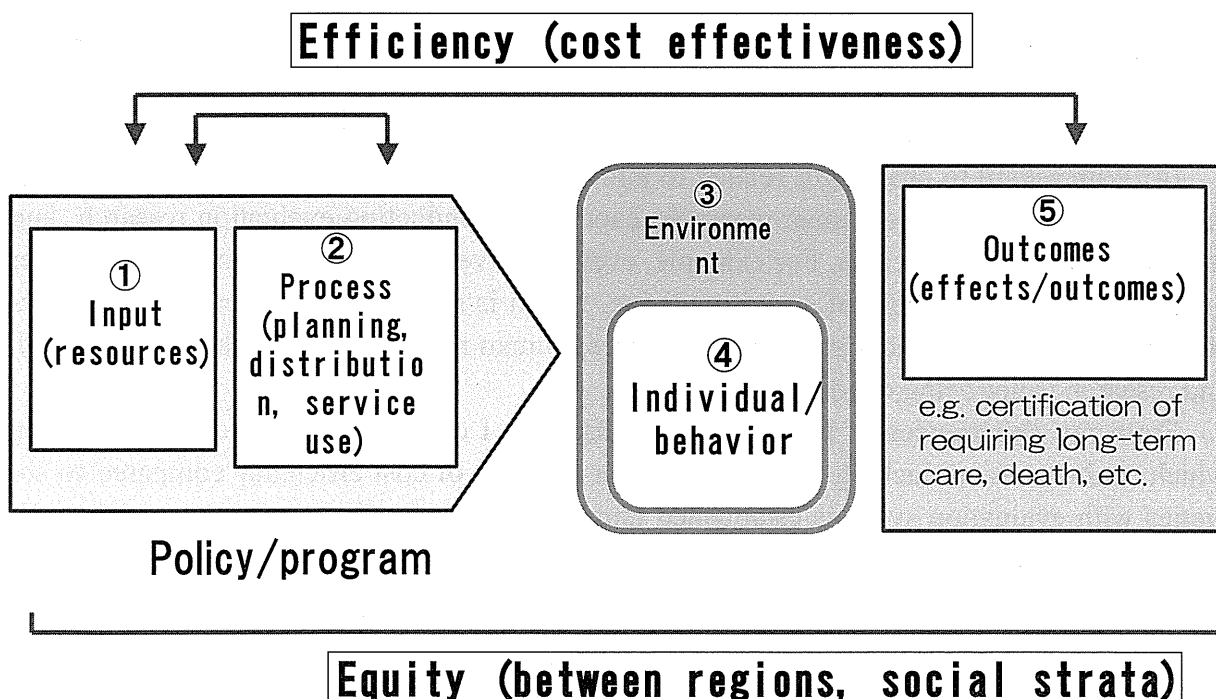 Efficiency (cost effectiveness)
①
Input
(resources)
②
Process
(planning,
distributio
n, service
use)
③
Environme
nt
④
Individual/
behavior
⑤
Outcomes
(effects/outcomes)
e.g. certification of
requiring long-term
care, death, etc.
Policy/program
Equity (between regions, social strata)